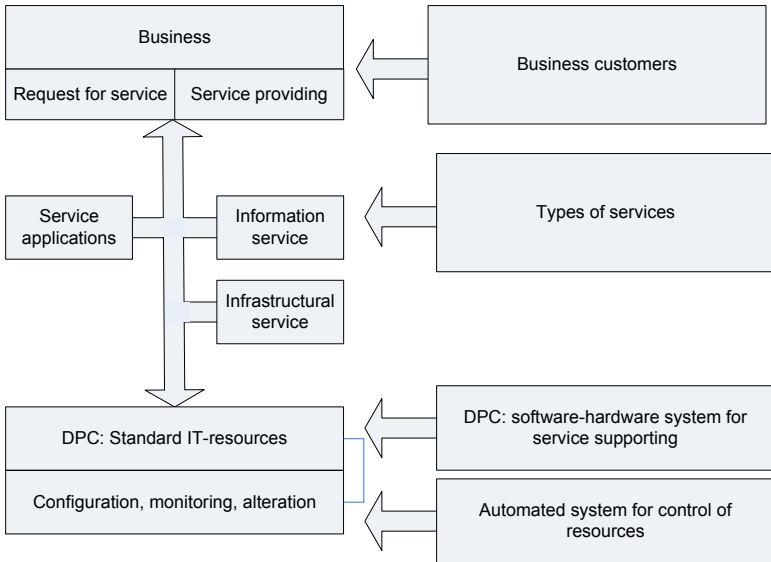 Business
Request for service
Service providing
Business customers
Service
applications
Information
service
Types of services
Infrastructural
service
DPC: Standard IT-resources
DPC: software-hardware system for
service supporting
Configuration, monitoring, alteration
Automated system for control of
resources